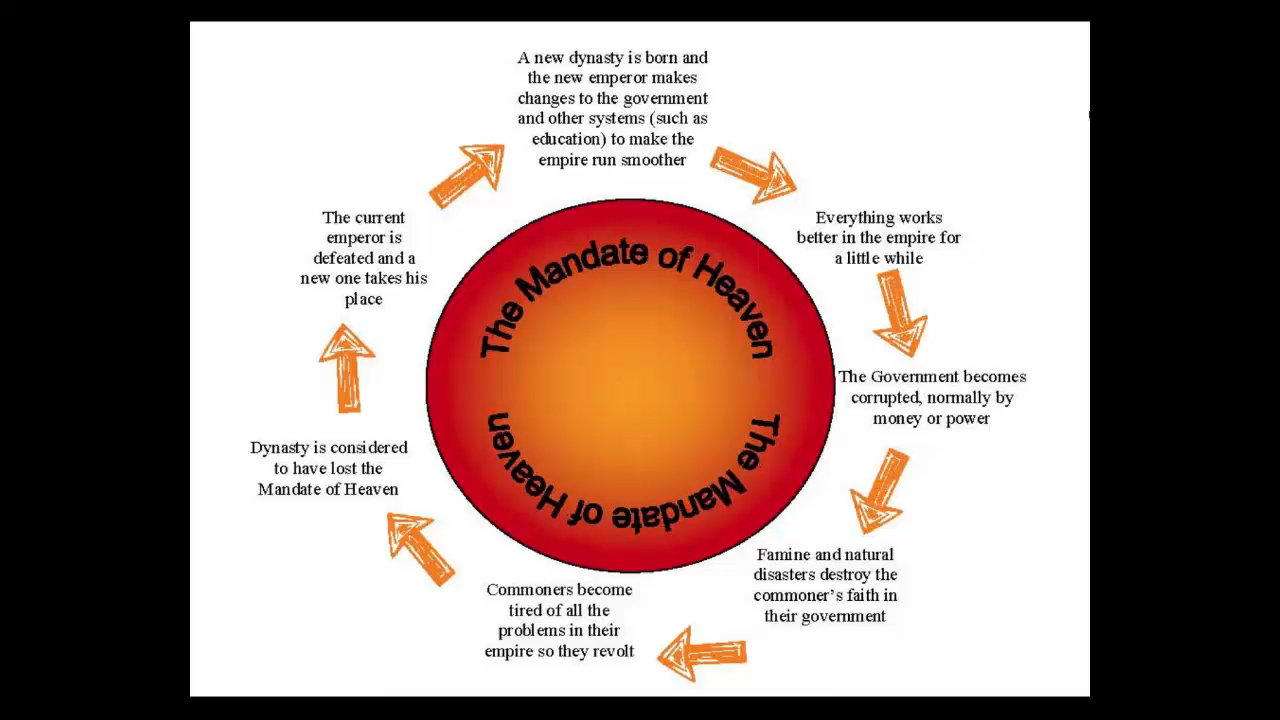 A new dynasty is born and
the new emperor makes
changes to the government
and other systems (such as
education) to make the
empire run smoother
Everything works
better in the empire for
a little while
The Government becomes
corrupted, normally by
money or power
Famine and natural
disasters destroy the
commoner's faith in
their government
Commoners become
tired of all the
problems in their
empire so they revolt
Dynasty is considered
to have lost the
Mandate of Heaven
The current
emperor is
defeated and a
new one takes his
place
The Mandate of Heaven
The Mandate of Heaven